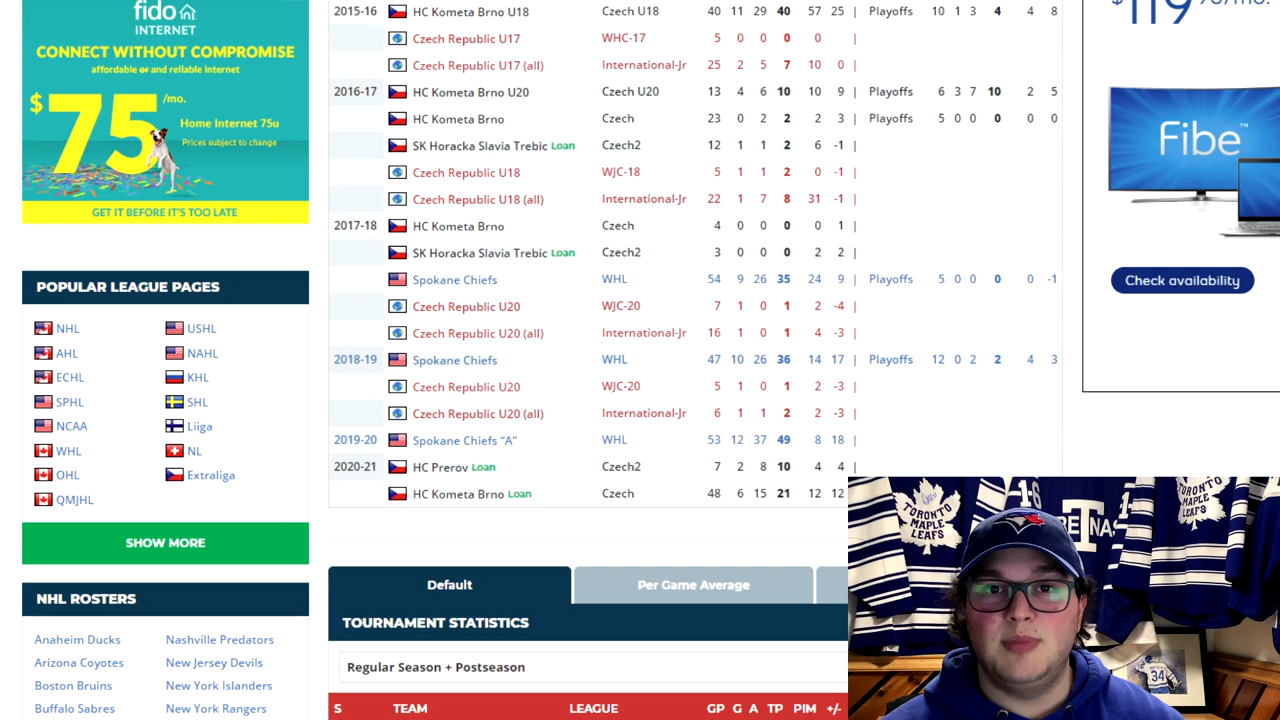 fido
INTERNET
CONNECT WITHOUT COMPROMISE
affordable or and reliable Internet
$75 /mo.
Home Internet 75u
Prices subject to change
GET IT BEFORE IT'S TOO LATE
POPULAR LEAGUE PAGES
NHL USHL
AHL NAHL
ECHL KHL
SPHL SHL
NCAA Liiga
WHL NL
OHL Extraliga
QMJHL
SHOW MORE
NHL ROSTERS
Anaheim Ducks Nashville Predators
Arizona Coyotes New Jersey Devils
Boston Bruins New York Islanders
Buffalo Sabres New York Rangers
2015-16 HC Kometa Brno U18 Czech U18 40 11 29 40 57 25 | Playoffs 10 1 3 4 4 8
Czech Republic U17 WHC-17 5 0 0 0 0 |
Czech Republic U17 (all) International-Jr 25 2 5 7 10 0 |
2016-17 HC Kometa Brno U20 Czech U20 13 4 6 10 10 9 | Playoffs 6 3 7 10 2 5
HC Kometa Brno Czech 23 0 2 2 2 3 | Playoffs 5 0 0 0 0 0
SK Horacka Slavia Trebic Loan Czech2 12 1 1 2 6 -1 |
Czech Republic U18 WJC-18 5 1 1 2 0 -1 |
Czech Republic U18 (all) International-Jr 22 1 7 8 31 -1 |
2017-18 HC Kometa Brno Czech 4 0 0 0 0 1 |
SK Horacka Slavia Trebic Loan Czech2 3 0 0 0 2 2 |
Spokane Chiefs WHL 54 9 26 35 24 9 | Playoffs 5 0 0 0 0 -1
Czech Republic U20 WJC-20 7 1 0 1 2 -4 |
Czech Republic U20 (all) International-Jr 16 1 0 1 4 -3 |
2018-19 Spokane Chiefs WHL 47 10 26 36 14 17 | Playoffs 12 0 2 2 4 3
Czech Republic U20 WJC-20 5 1 0 1 2 -3 |
Czech Republic U20 (all) International-Jr 6 1 1 2 2 -3 |
2019-20 Spokane Chiefs "A" WHL 53 12 37 49 8 18 |
2020-21 HC Prerov Loan Czech2 7 2 8 10 4 4 |
HC Kometa Brno Loan Czech 48 6 15 21 12 12
Default Per Game Average
TOURNAMENT STATISTICS
Regular Season + Postseason
S TEAM LEAGUE GP G A TP PIM +/-
Fibe™
Check availability
TORONTO
MAPLE
LEAFS
TORONTO
MAPLE
LEAFS
34